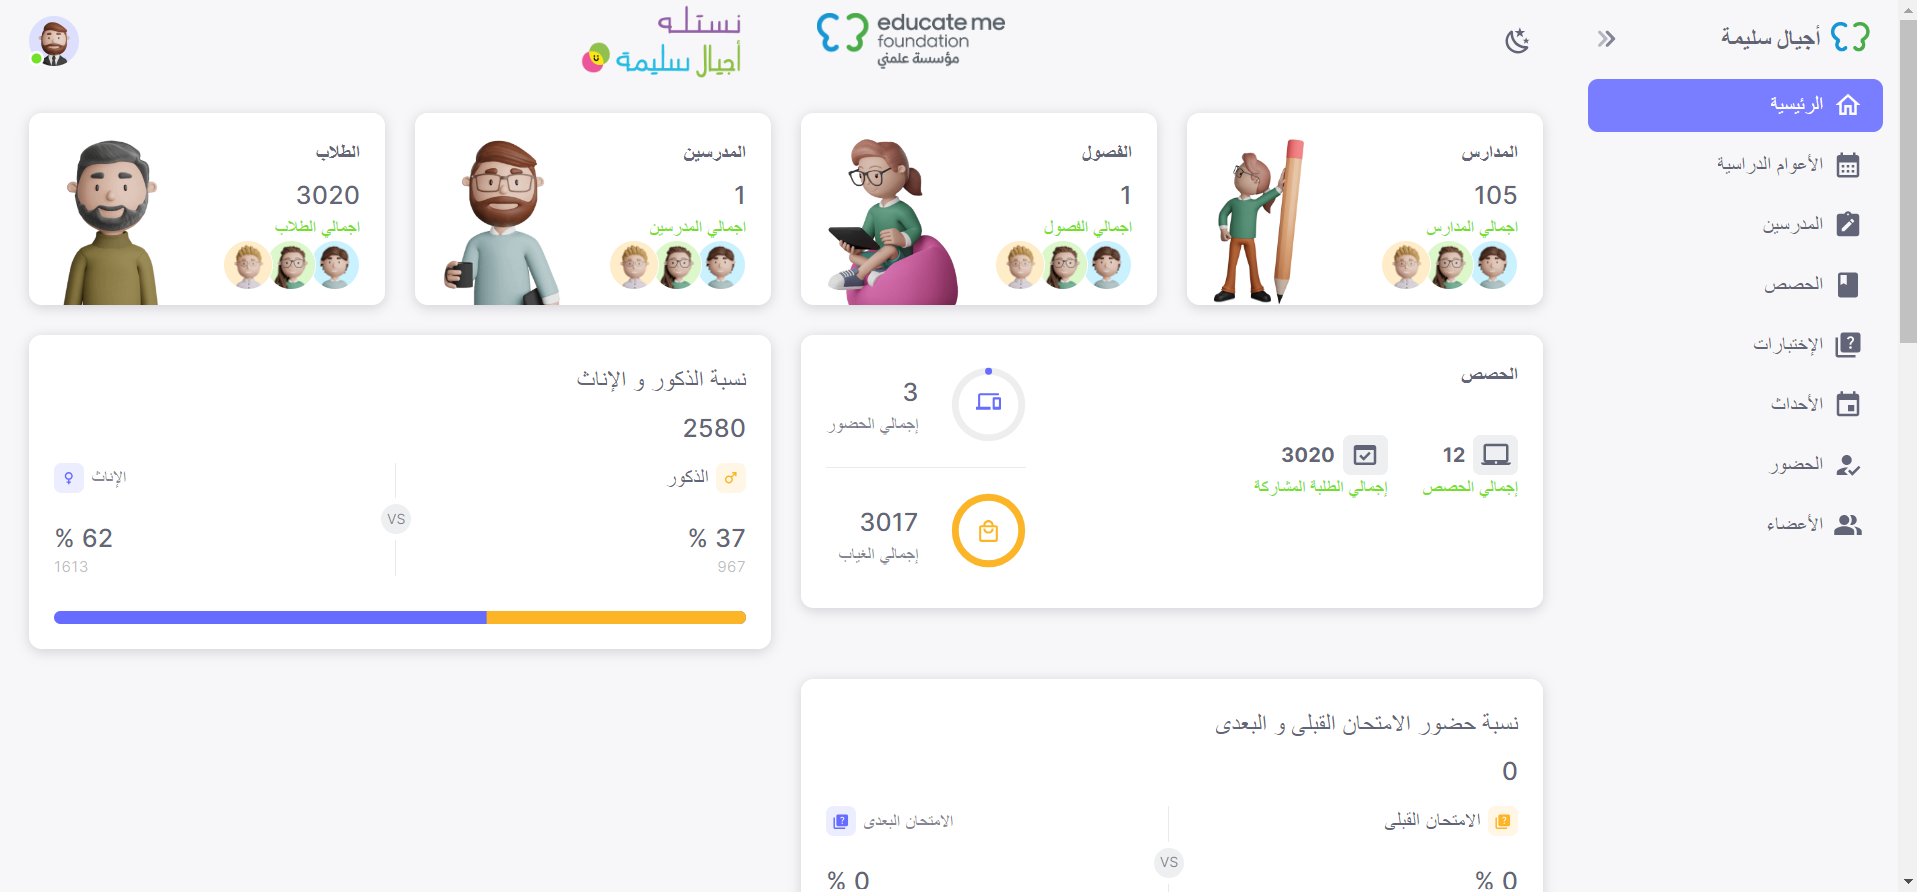 أجيال سليمة
الرئيسية
الأعوام الدراسية
المدرسين
الحصص
الإختبارات
الأحداث
الحضور
الأعضاء
educate me
foundation
مؤسسة علمني
نستله
أجيال سليمة
المدارس
105
اجمالي المدارس
الفصول
1
اجمالي الفصول
المدرسين
1
اجمالي المدرسين
الطلاب
3020
اجمالي الطلاب
الحصص
12
إجمالي الحصص
3020
إجمالي الطلبة المشاركة
3
إجمالي الحضور
3017
إجمالي الغياب
نسبة الذكور و الإناث
2580
الذكور
% 37
967
VS
الإناث
% 62
1613
نسبة حضور الامتحان القبلى و البعدى
0
الامتحان القبلى
% 0
VS
الامتحان البعدى
% 0